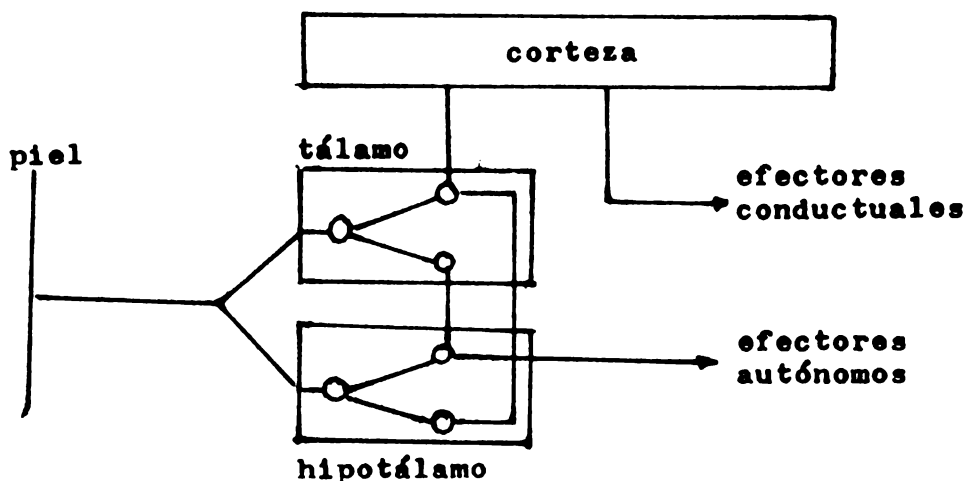 corteza
piel
tálamo
efectores
conductuales
efectores
autónomos
hipotálamo